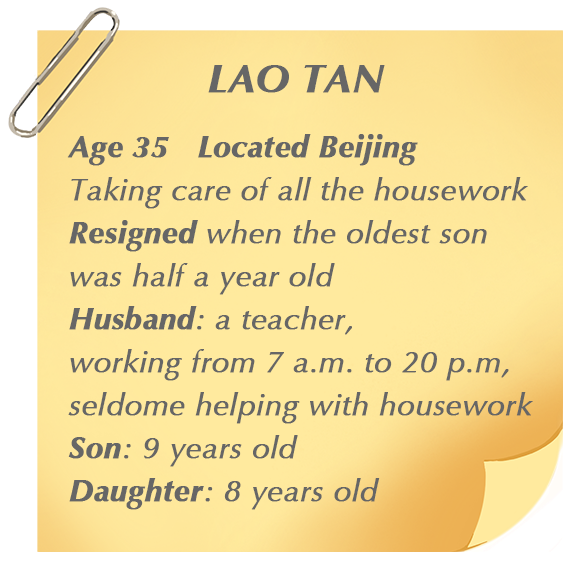 LAO TAN
Age 35 Located Beijing
Taking care of all the housework
Resigned when the oldest son
was half a year old
Husband: a teacher,
working from 7 a.m. to 20 p.m,
seldome helping with housework
Son: 9 years old
Daughter: 8 years old